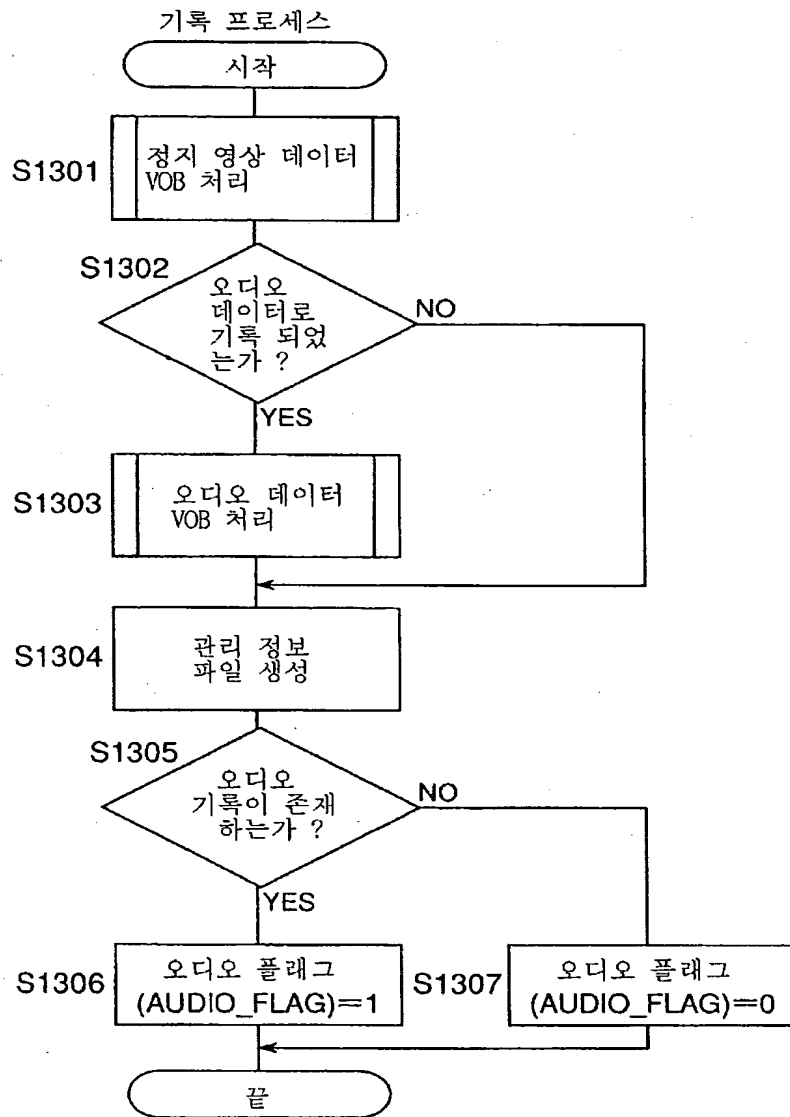 기록 프로세스
시작
S1301
정지 영상 데이터
VOB 처리
S1302
오디오
데이터로
기록 되었
는가 ?
NO
YES
S1303
오디오 데이터
VOB 처리
S1304
관리 정보
파일 생성
S1305
오디오
기록이 존재
하는가 ?
NO
YES
S1306
오디오 플래그
(AUDIO_FLAG)=1
S1307
오디오 플래그
(AUDIO_FLAG)=0
끝